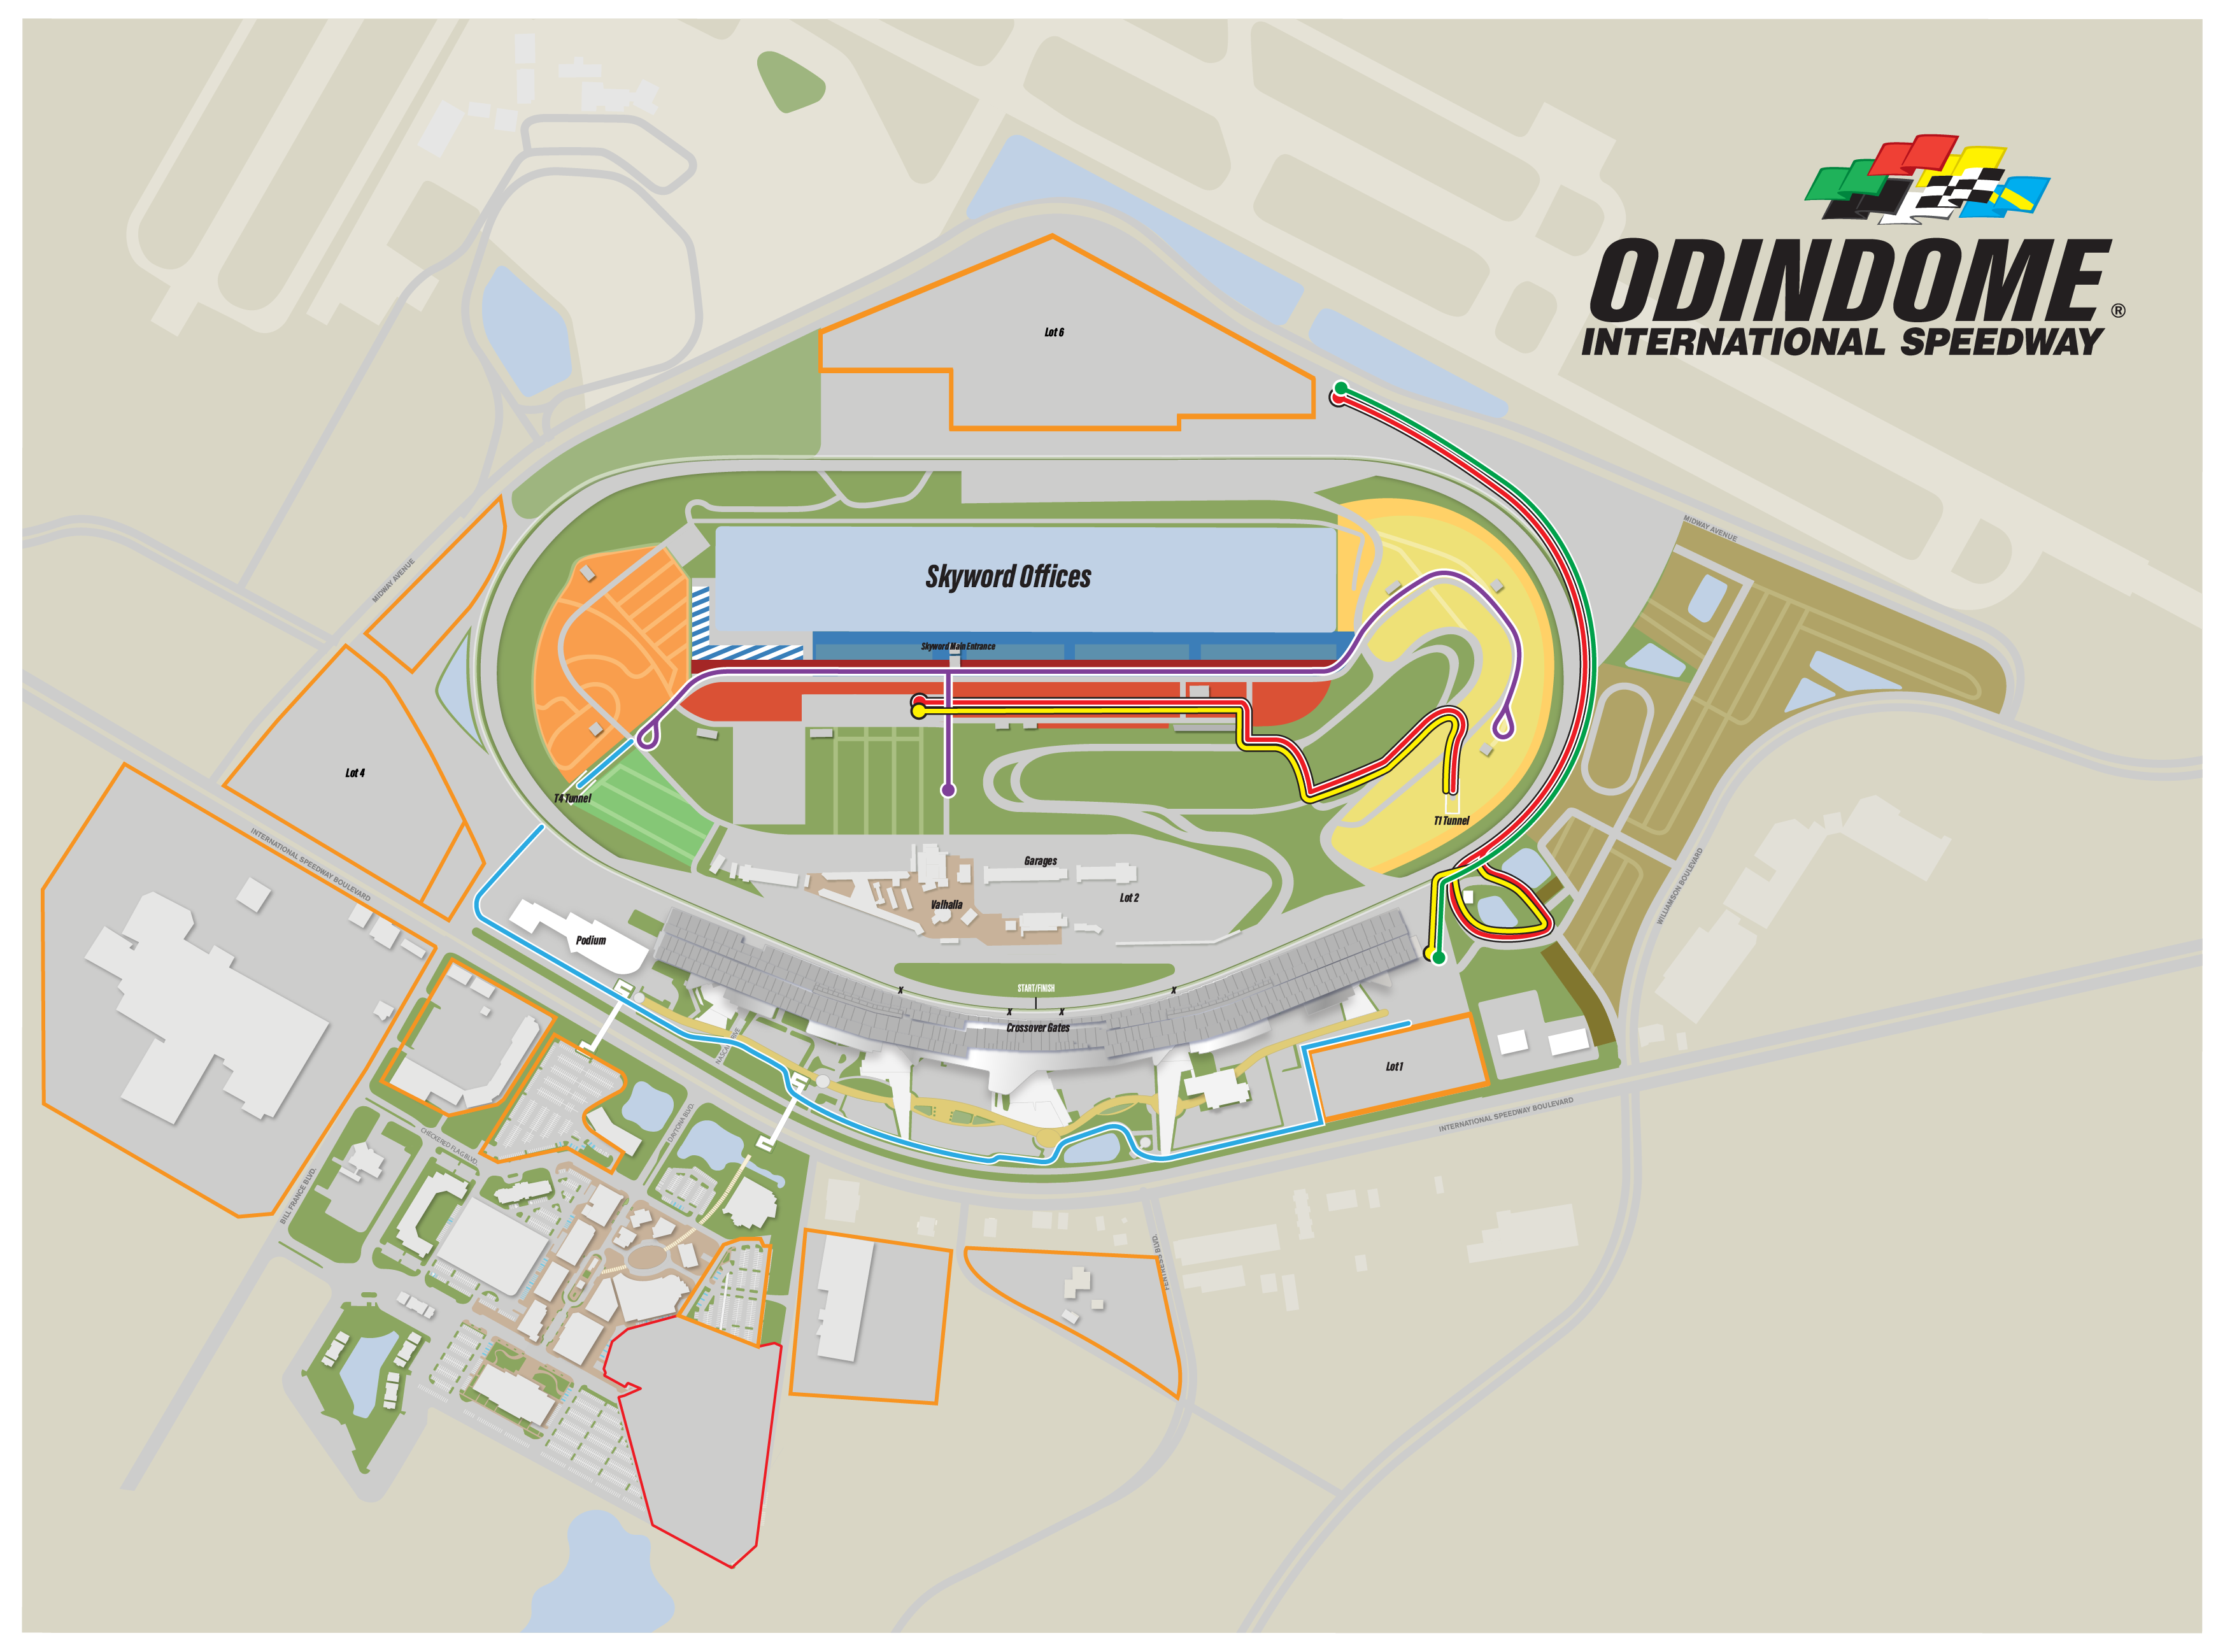 ODINDOME ®
INTERNATIONAL SPEEDWAY
Lot 6
MIDWAY AVENUE
MIDWAY AVENUE
Skyword Offices
Skyword Main Entrance
Lot 4
T4 Tunnel
T1 Tunnel
INTERNATIONAL SPEEDWAY BOULEVARD
Garages
Lot 2
Valhalla
WILLIAMSON BOULEVARD
Podium
START/FINISH
X
X
X
X
Crossover Gates
NASCAR DRIVE
Lot 1
INTERNATIONAL SPEEDWAY BOULEVARD
DAYTONA BLVD.
CHECKERED FLAG BLVD.
BILL FRANCE BLVD.
FENTRESS BLVD.